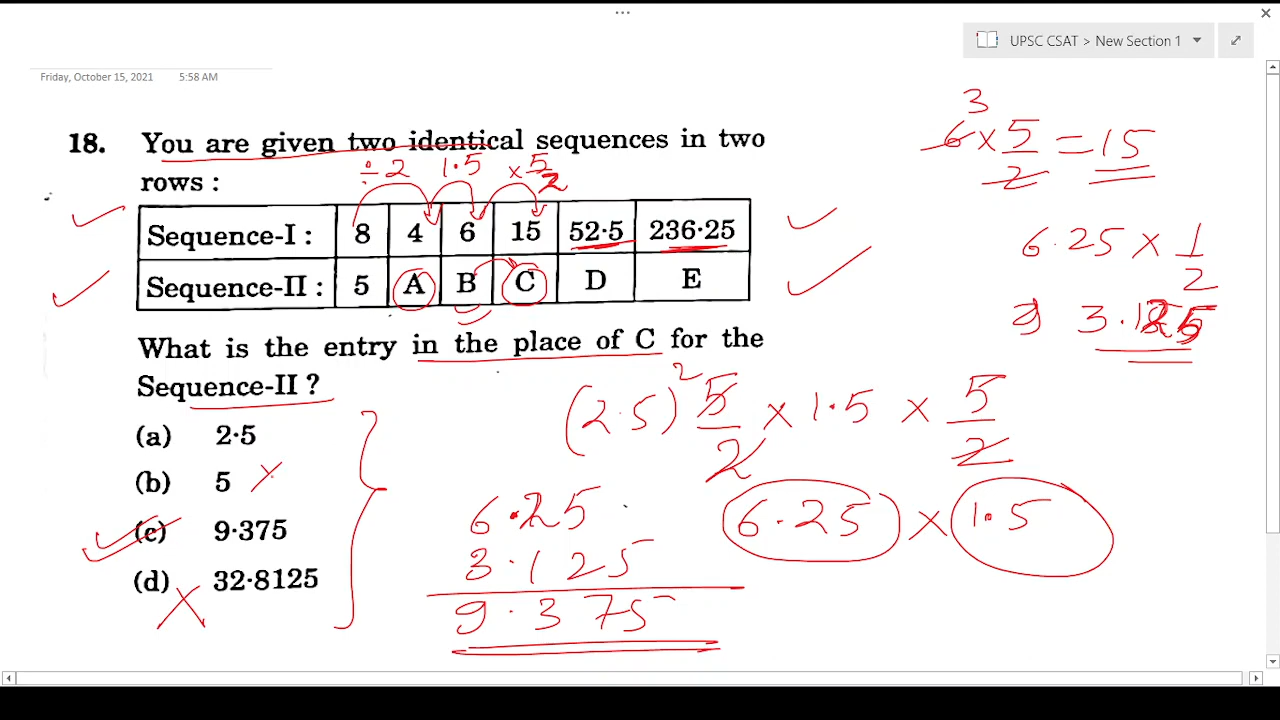 ...
UPSC CSAT > New Section 1
Friday, October 15, 2021 5:58 AM
18. You are given two identical sequences in two
rows :
÷ 2 1.5 × 5/2
Sequence-I : 8 4 6 15 52·5 236·25
Sequence-II : 5 A B C D E
What is the entry in the place of C for the
Sequence-II ?
(a) 2·5
(b) 5 ×
(c) 9·375
(d) 32·8125
3
6 × 5/2 = 15
6.25 × 1/2
3.125
(2.5)² 5/2 × 1.5 × 5/2
6.25 × 1.5
6.25
3.125
9.375